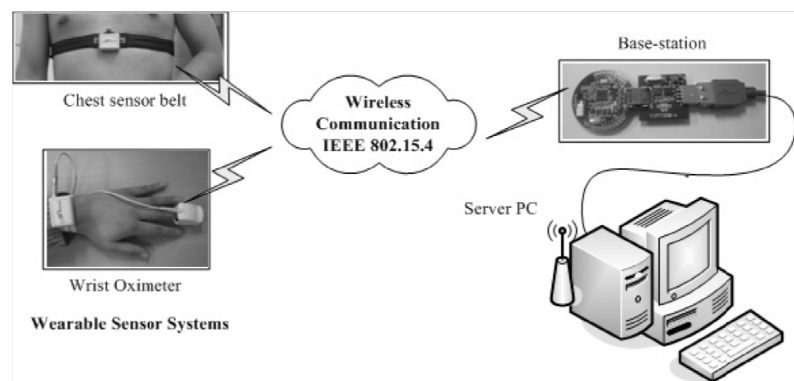 Chest sensor belt
Wrist Oximeter
Wearable Sensor Systems
Wireless
Communication
IEEE 802.15.4
Base-station
Server PC